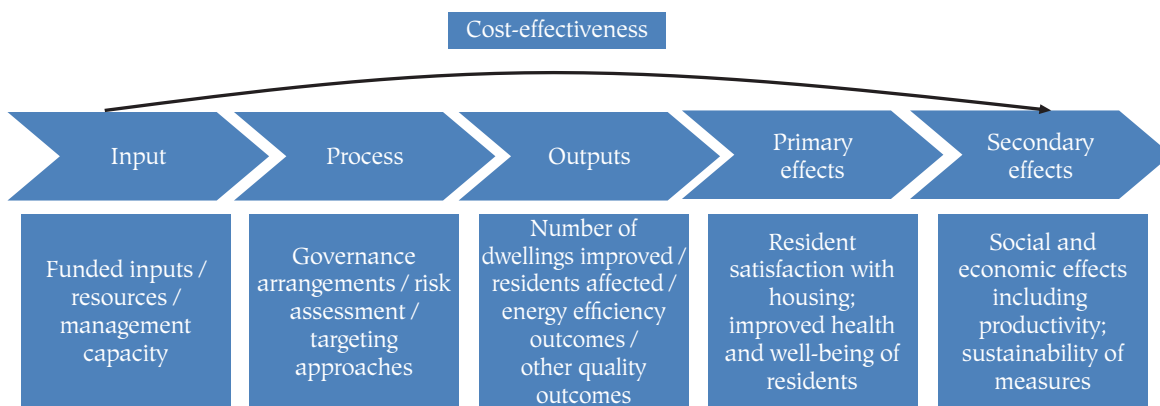 Cost-effectiveness
Input
Process
Outputs
Primary
effects
Secondary
effects
Funded inputs /
resources /
management
capacity
Governance
arrangements / risk
assessment /
targeting
approaches
Number of
dwellings improved /
residents affected /
energy efficiency
outcomes /
other quality
outcomes
Resident
satisfaction with
housing;
improved health
and well-being of
residents
Social and
economic effects
including
productivity;
sustainability of
measures